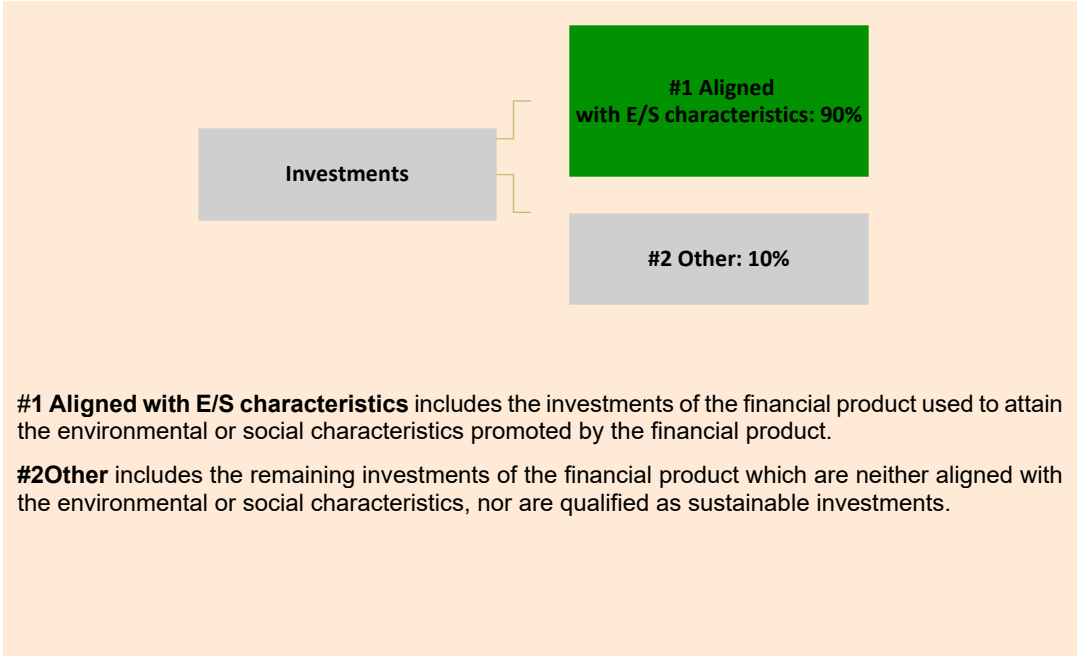 #1 Aligned
with E/S characteristics: 90%
Investments
#2 Other: 10%
#1 Aligned with E/S characteristics includes the investments of the financial product used to attain
the environmental or social characteristics promoted by the financial product.
#2Other includes the remaining investments of the financial product which are neither aligned with
the environmental or social characteristics, nor are qualified as sustainable investments.